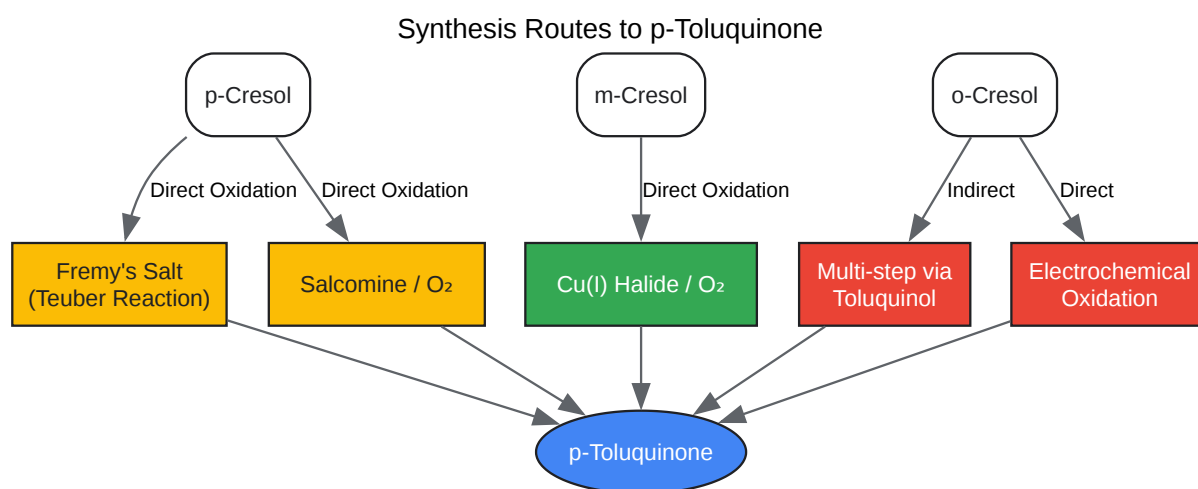 Synthesis Routes to p-Toluquinone
p-Cresol
m-Cresol
o-Cresol
Direct Oxidation
Direct Oxidation
Direct Oxidation
Indirect
Direct
Fremy's Salt
(Teuber Reaction)
Salcomine / O₂
Cu(I) Halide / O₂
Multi-step via
Toluquinol
Electrochemical
Oxidation
p-Toluquinone